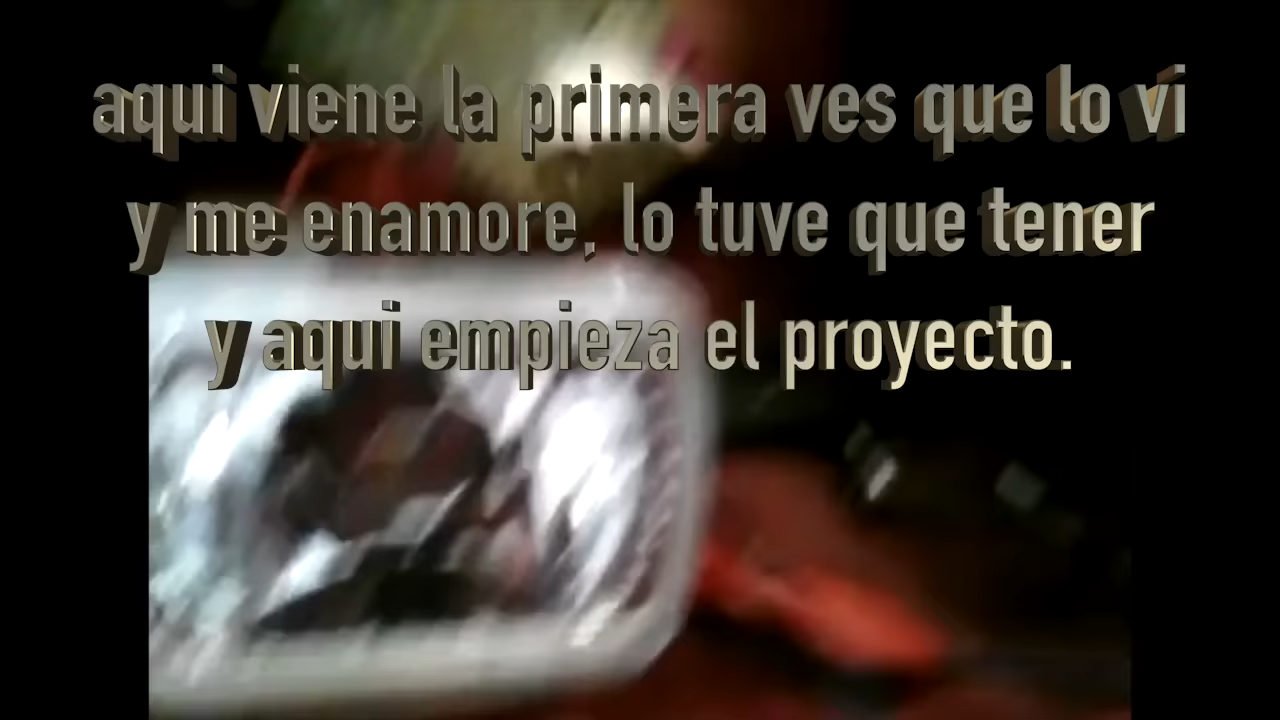 aqui viene la primera ves que lo vi
y me enamore, lo tuve que tener
y aqui empieza el proyecto.